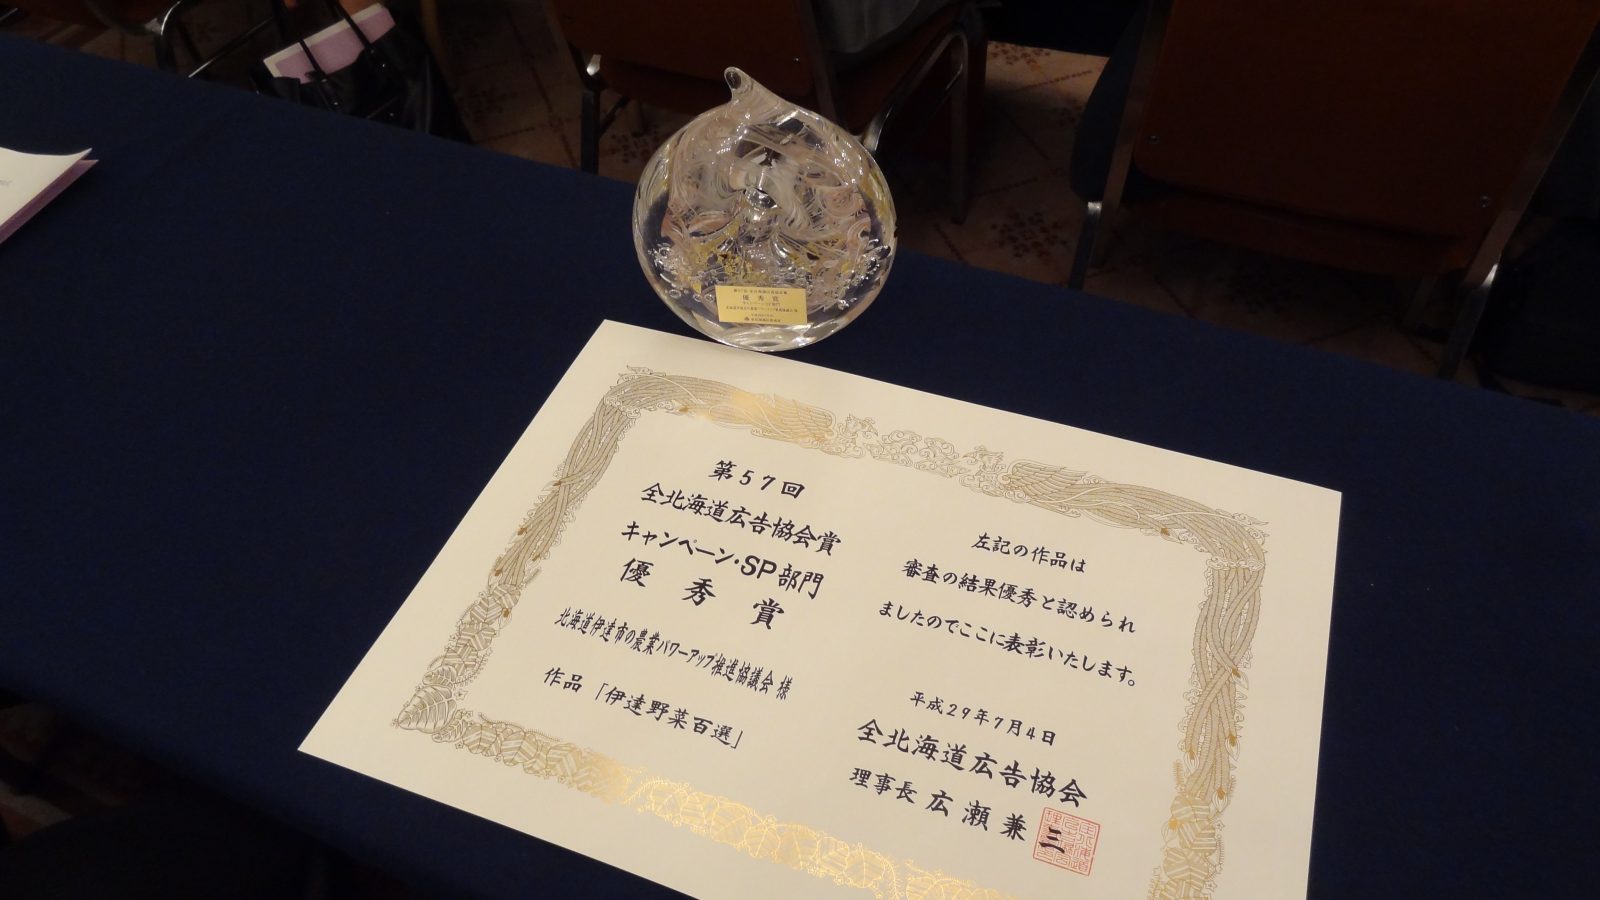 優秀賞
第57回
全北海道広告協会賞
キャンペーン・SP部門
優秀賞
北海道伊達市の農業パワーアップ推進協議会 様
作品「伊達野菜百選」
左記の作品は
審査の結果優秀と認められ
ましたのでここに表彰いたします。
平成29年7月4日
全北海道広告協会
理事長 広瀬兼三